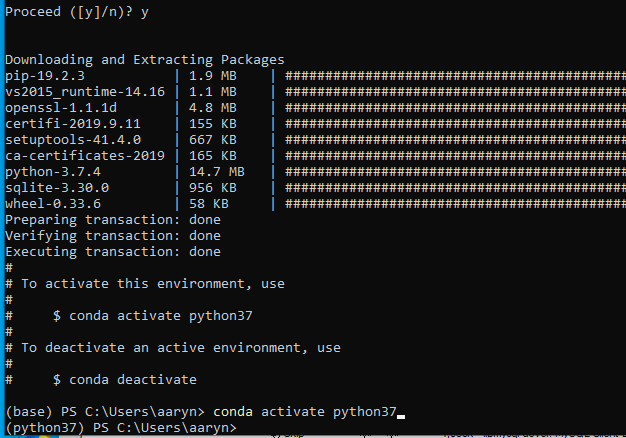 Proceed ([y]/n)? y
Downloading and Extracting Packages
pip-19.2.3 | 1.9 MB | ###########################################
vs2015_runtime-14.16 | 1.1 MB | ###########################################
openssl-1.1.1d | 4.8 MB | ###########################################
certifi-2019.9.11 | 155 KB | ###########################################
setuptools-41.4.0 | 667 KB | ###########################################
ca-certificates-2019 | 165 KB | ###########################################
python-3.7.4 | 14.7 MB | ###########################################
sqlite-3.30.0 | 956 KB | ###########################################
wheel-0.33.6 | 58 KB | ###########################################
Preparing transaction: done
Verifying transaction: done
Executing transaction: done
#
# To activate this environment, use
#
#     $ conda activate python37
#
# To deactivate an active environment, use
#
#     $ conda deactivate
(base) PS C:\Users\aaryn> conda activate python37
(python37) PS C:\Users\aaryn>